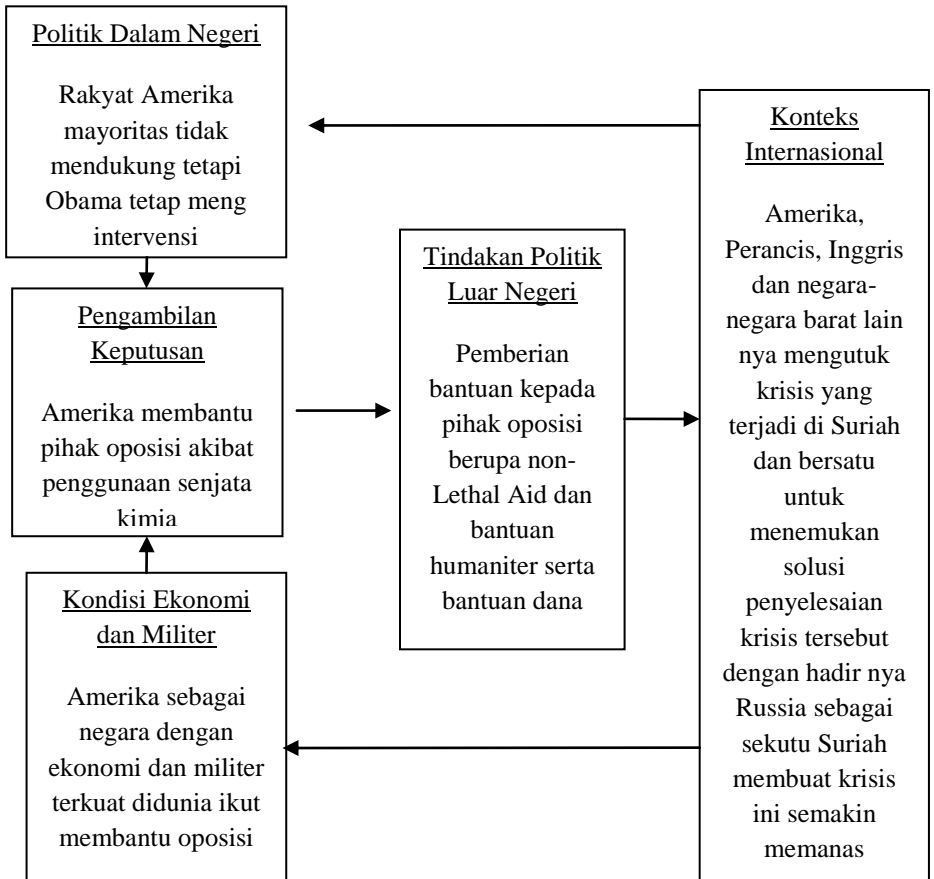 Politik Dalam Negeri
Rakyat Amerika
mayoritas tidak
mendukung tetapi
Obama tetap meng
intervensi
Pengambilan
Keputusan
Amerika membantu
pihak oposisi akibat
penggunaan senjata
kimia
Kondisi Ekonomi
dan Militer
Amerika sebagai
negara dengan
ekonomi dan militer
terkuat didunia ikut
membantu oposisi
Tindakan Politik
Luar Negeri
Pemberian
bantuan kepada
pihak oposisi
berupa non-
Lethal Aid dan
bantuan
humaniter serta
bantuan dana
Konteks
Internasional
Amerika,
Perancis, Inggris
dan negara-
negara barat lain
nya mengutuk
krisis yang
terjadi di Suriah
dan bersatu
untuk
menemukan
solusi
penyelesaian
krisis tersebut
dengan hadir nya
Russia sebagai
sekutu Suriah
membuat krisis
ini semakin
memanas